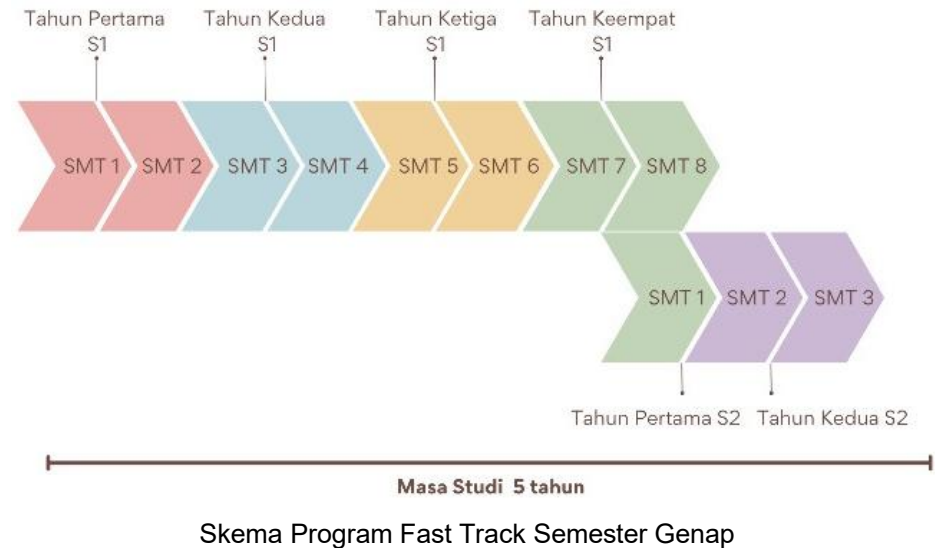 Tahun Pertama S1
Tahun Kedua S1
Tahun Ketiga S1
Tahun Keempat S1
SMT 1
SMT 2
SMT 3
SMT 4
SMT 5
SMT 6
SMT 7
SMT 8
SMT 1
SMT 2
SMT 3
Tahun Pertama S2
Tahun Kedua S2
Masa Studi 5 tahun
Skema Program Fast Track Semester Genap